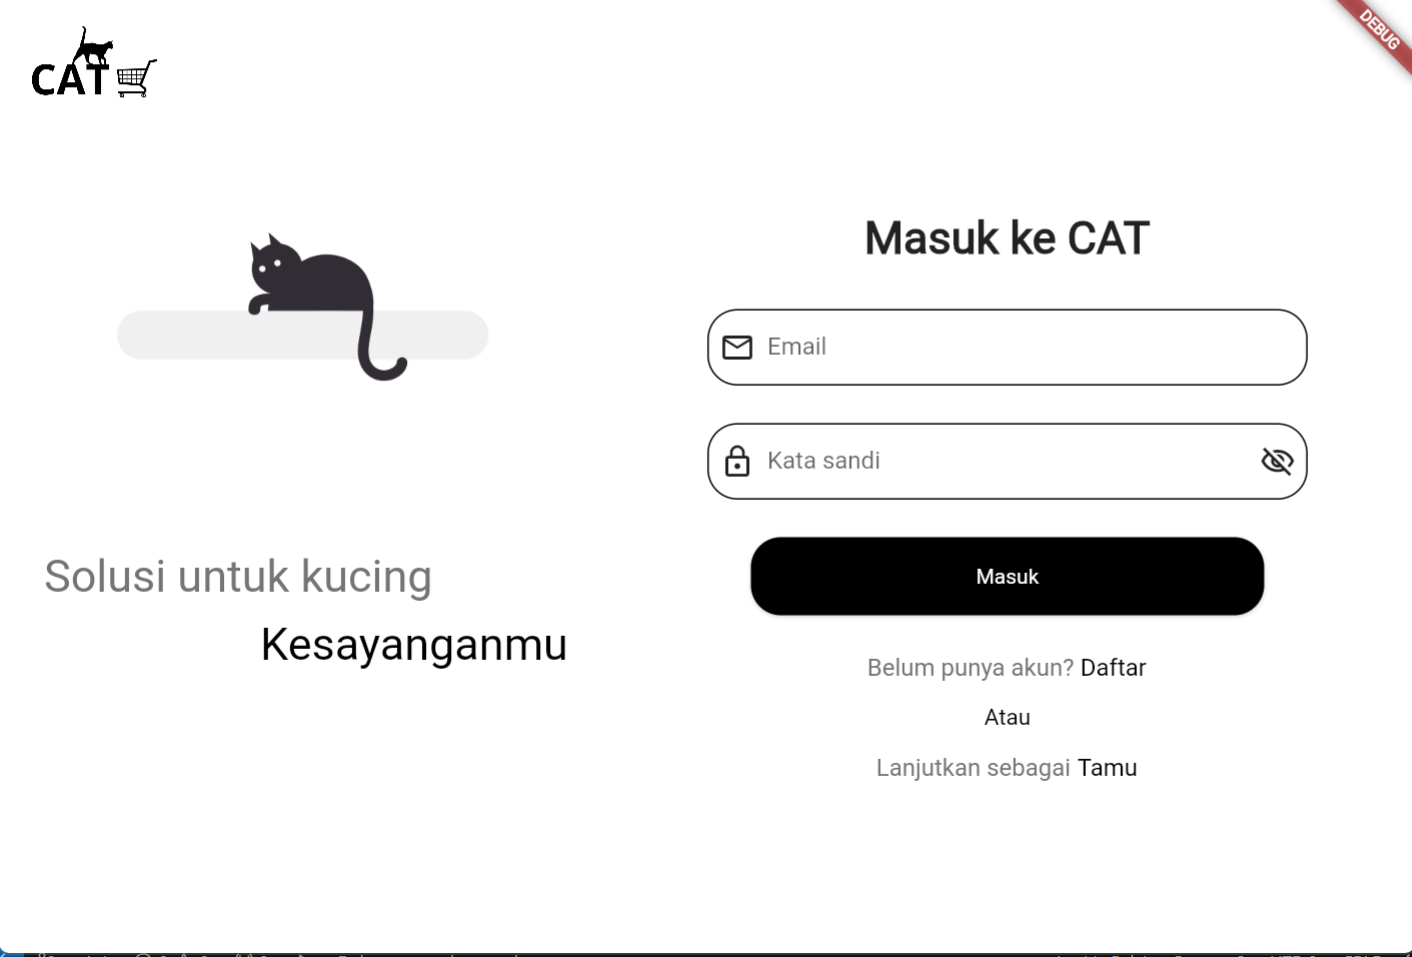 CAT
DEBUG
Masuk ke CAT
Email
Kata sandi
Masuk
Belum punya akun? Daftar
Atau
Lanjutkan sebagai Tamu
Solusi untuk kucing
Kesayanganmu